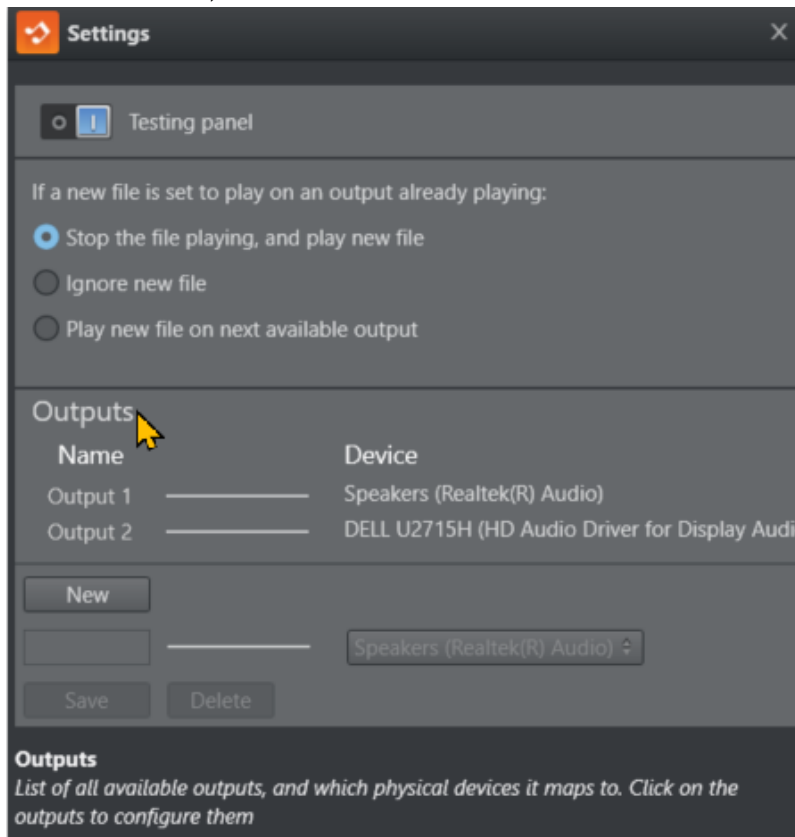 Settings
Testing panel
If a new file is set to play on an output already playing:
Stop the file playing, and play new file
Ignore new file
Play new file on next available output
Outputs
Name Device
Output 1 Speakers (Realtek(R) Audio)
Output 2 DELL U2715H (HD Audio Driver for Display Audi
New
Speakers (Realtek(R) Audio)
Save Delete
Outputs
List of all available outputs, and which physical devices it maps to. Click on the
outputs to configure them